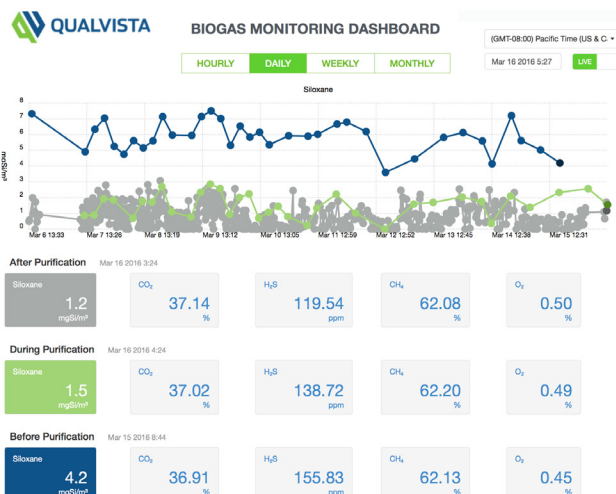 QUALVISTA
BIOGAS MONITORING DASHBOARD
(GMT-08:00) Pacific Time (US & C
HOURLY DAILY WEEKLY MONTHLY
Mar 16 2016 5:27 LIVE
Siloxane
8
7
6
5
4
3
2
1
0
mgSi/m³
Mar 6 13:33 Mar 7 13:26 Mar 8 13:19 Mar 9 13:12 Mar 10 13:05 Mar 11 12:59 Mar 12 12:52 Mar 13 12:45 Mar 14 12:38 Mar 15 12:31
After Purification Mar 16 2016 3:24
Siloxane CO₂ H₂S CH₄ O₂
1.2 37.14 119.54 62.08 0.50
mgSi/m³ % ppm % %
During Purification Mar 16 2016 4:24
Siloxane CO₂ H₂S CH₄ O₂
1.5 37.02 138.72 62.20 0.49
mgSi/m³ % ppm % %
Before Purification Mar 15 2016 8:44
Siloxane CO₂ H₂S CH₄ O₂
4.2 36.91 155.83 62.13 0.45
mgSi/m³ % ppm % %